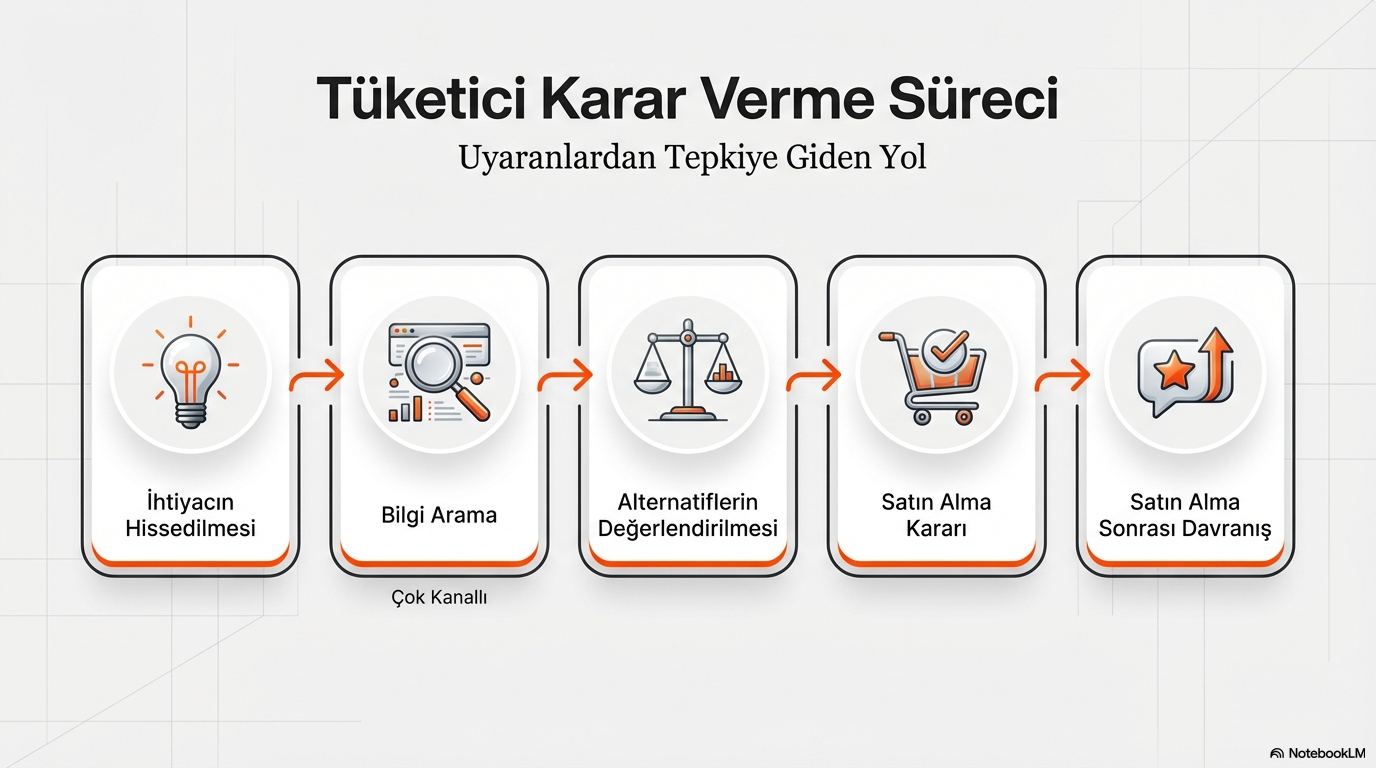 Tüketici Karar Verme Süreci
Uyaranlardan Tepkiye Giden Yol
İhtiyacın
Hissedilmesi
Bilgi Arama
Çok Kanallı
Alternatiflerin
Değerlendirilmesi
Satın Alma
Kararı
Satın Alma
Sonrası Davranış
NotebookLM